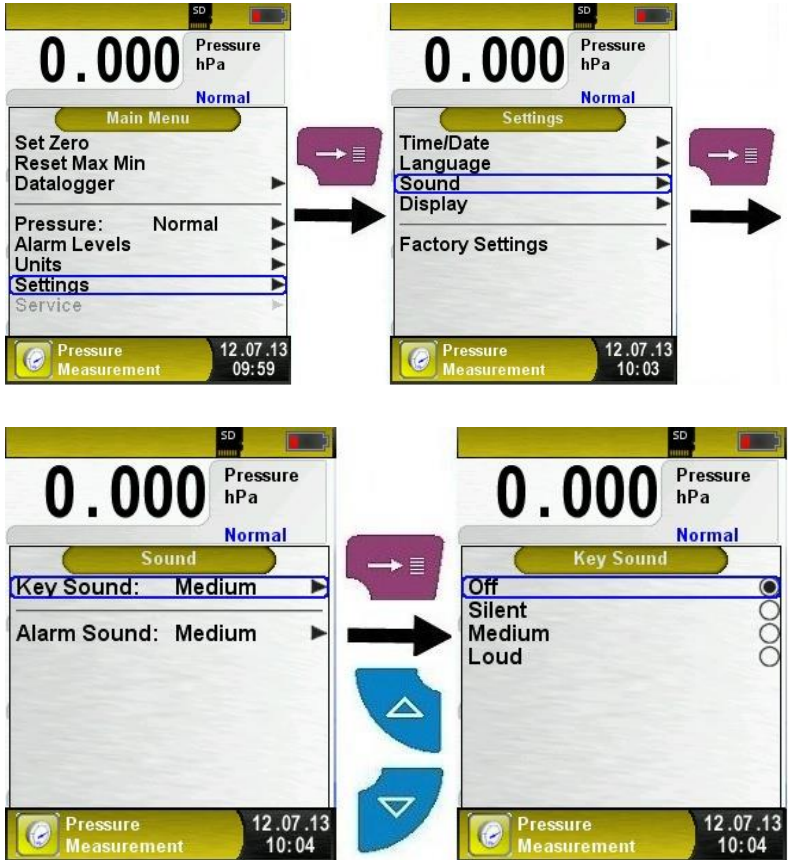 SD
0.000
Pressure
hPa
Normal
Main Menu
Set Zero
Reset Max Min
Datalogger
Pressure: Normal
Alarm Levels
Units
Settings
Service
Pressure
Measurement
12.07.13
09:59
SD
0.000
Pressure
hPa
Normal
Settings
Time/Date
Language
Sound
Display
Factory Settings
Pressure
Measurement
12.07.13
10:03
SD
0.000
Pressure
hPa
Normal
Sound
Key Sound: Medium
Alarm Sound: Medium
Pressure
Measurement
12.07.13
10:04
SD
0.000
Pressure
hPa
Normal
Key Sound
Off
Silent
Medium
Loud
Pressure
Measurement
12.07.13
10:04